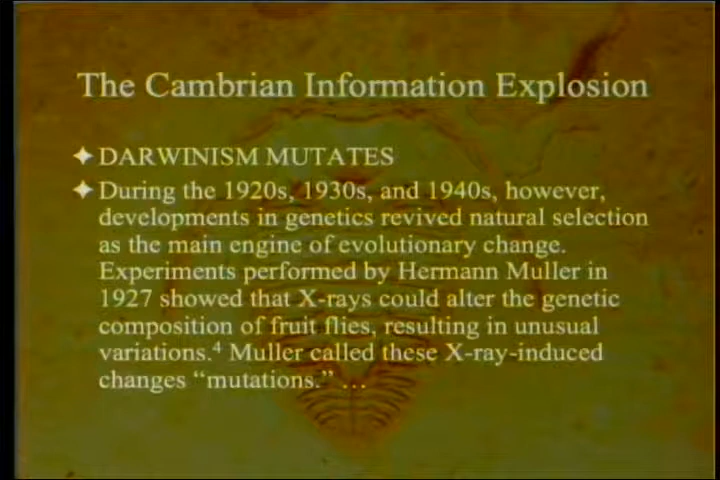 The Cambrian Information Explosion
✦ DARWINISM MUTATES
✦ During the 1920s, 1930s, and 1940s, however,
developments in genetics revived natural selection
as the main engine of evolutionary change.
Experiments performed by Hermann Muller in
1927 showed that X-rays could alter the genetic
composition of fruit flies, resulting in unusual
variations.⁴ Muller called these X-ray-induced
changes “mutations.” …